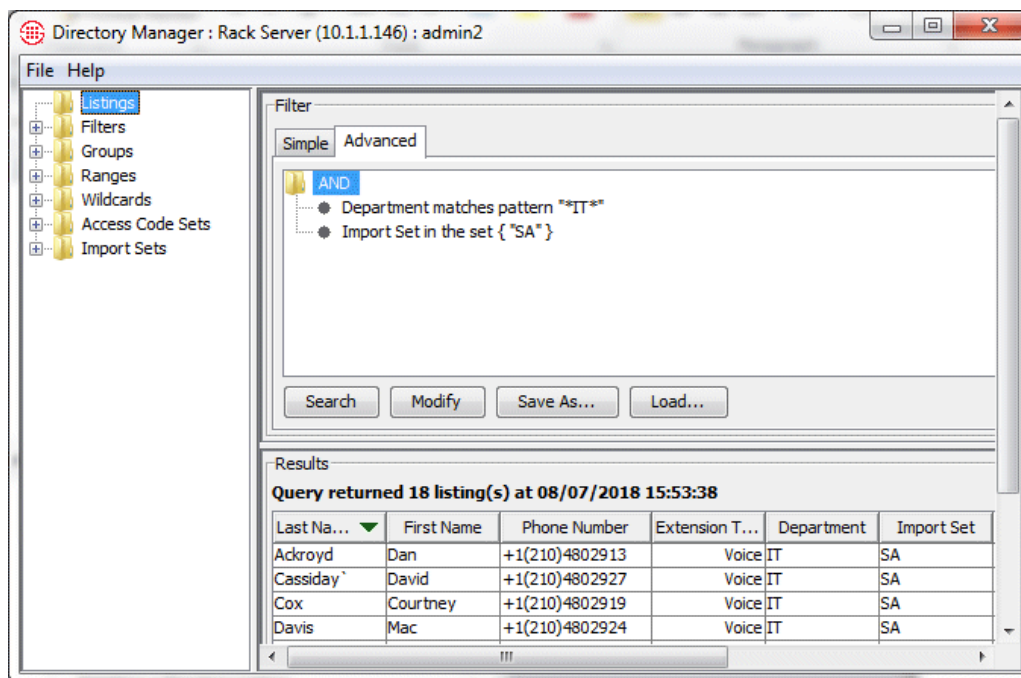 Directory Manager : Rack Server (10.1.1.146) : admin2
File Help
Listings
Filters
Groups
Ranges
Wildcards
Access Code Sets
Import Sets
Filter
Simple Advanced
AND
Department matches pattern "*IT*"
Import Set in the set { "SA" }
Search Modify Save As... Load...
Results
Query returned 18 listing(s) at 08/07/2018 15:53:38
Last Na... First Name Phone Number Extension T... Department Import Set
Ackroyd Dan +1(210)4802913 Voice IT SA
Cassiday` David +1(210)4802927 Voice IT SA
Cox Courtney +1(210)4802919 Voice IT SA
Davis Mac +1(210)4802924 Voice IT SA